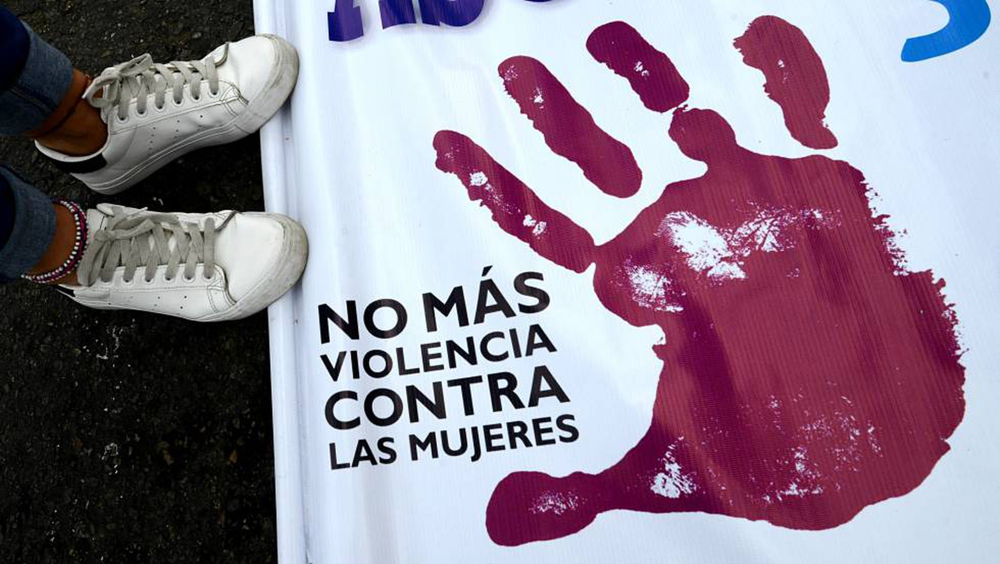 NO MÁS
VIOLENCIA
CONTRA
LAS MUJERES